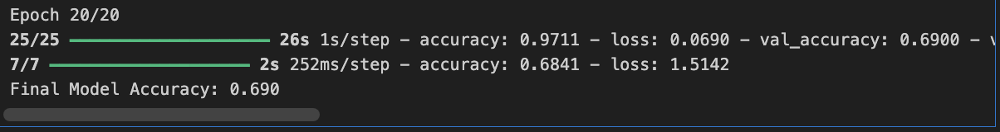 Epoch 20/20
25/25 ━━━━━━━━━━━━━━━━━━━━ 26s 1s/step - accuracy: 0.9711 - loss: 0.0690 - val_accuracy: 0.6900 -
7/7 ━━━━━━━━━━━━━━━━━━━━ 2s 252ms/step - accuracy: 0.6841 - loss: 1.5142
Final Model Accuracy: 0.690